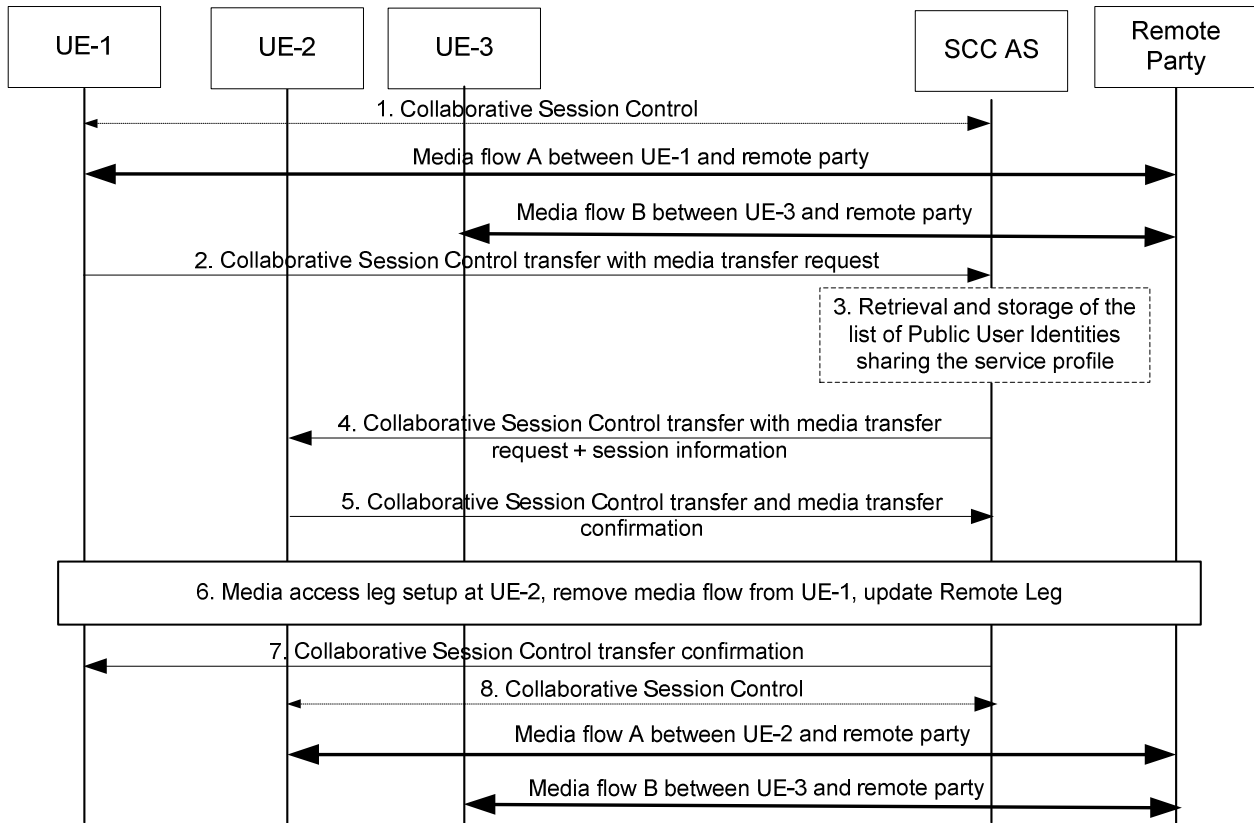 UE-1
UE-2
UE-3
SCC AS
Remote
Party
1. Collaborative Session Control
Media flow A between UE-1 and remote party
Media flow B between UE-3 and remote party
2. Collaborative Session Control transfer with media transfer request
3. Retrieval and storage of the
list of Public User Identities
sharing the service profile
4. Collaborative Session Control transfer with media transfer
request + session information
5. Collaborative Session Control transfer and media transfer
confirmation
6. Media access leg setup at UE-2, remove media flow from UE-1, update Remote Leg
7. Collaborative Session Control transfer confirmation
8. Collaborative Session Control
Media flow A between UE-2 and remote party
Media flow B between UE-3 and remote party